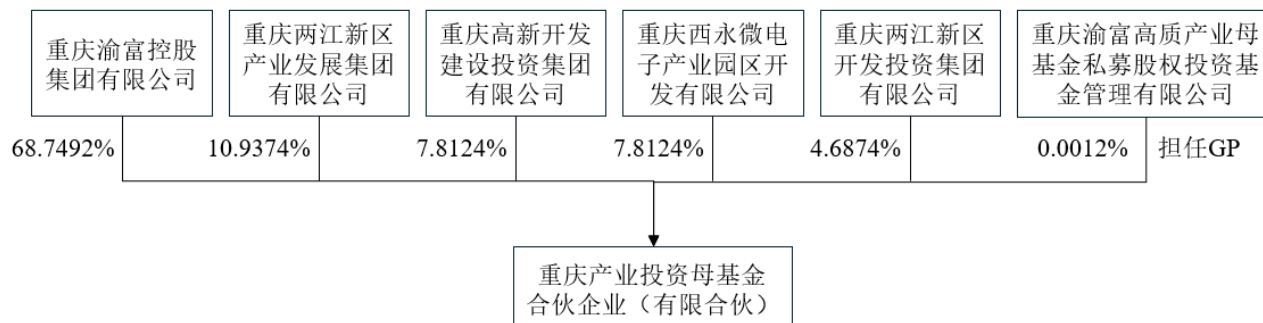 重庆渝富控股
集团有限公司
重庆两江新区
产业发展集团
有限公司
重庆高新开发
建设投资集团
有限公司
重庆西永微电
子产业园区开
发有限公司
重庆两江新区
开发投资集团
有限公司
重庆渝富高质产业母
基金私募股权投资基
金管理有限公司
68.7492%
10.9374%
7.8124%
7.8124%
4.6874%
0.0012%
担任GP
重庆产业投资母基金
合伙企业（有限合伙）